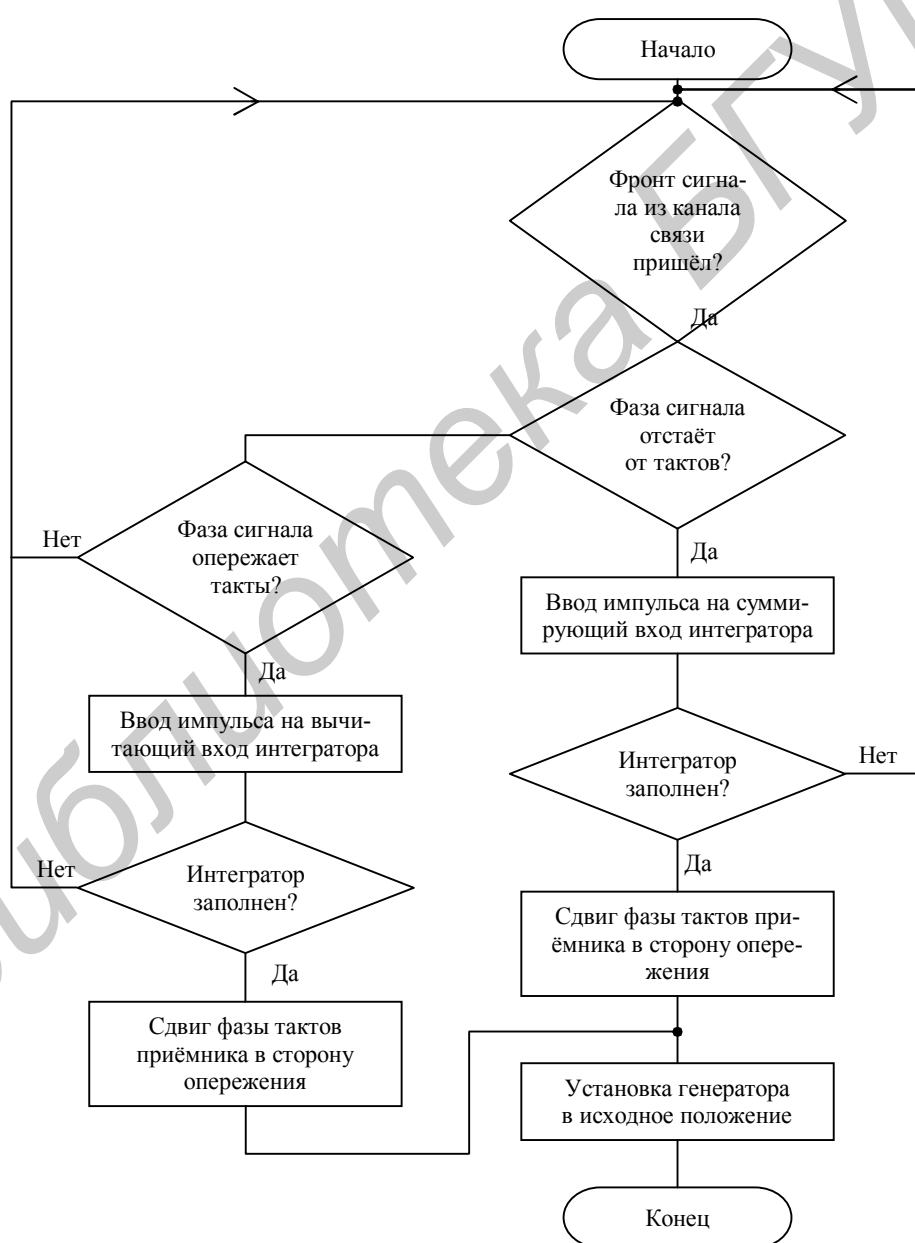 Начало
Фронт сигна-
ла из канала
связи
пришёл?
Да
Фаза сигнала
отстаёт
от тактов?
Нет
Фаза сигнала
опережает
такты?
Да
Да
Ввод импульса на сумми-
рующий вход интегратора
Ввод импульса на вычи-
тающий вход интегратора
Интегратор
заполнен?
Нет
Нет
Интегратор
заполнен?
Да
Да
Сдвиг фазы тактов при-
ёмника в сторону опере-
жения
Сдвиг фазы тактов
приёмника в сторону
опережения
Установка генератора
в исходное положение
Конец
Библиотека БГУ